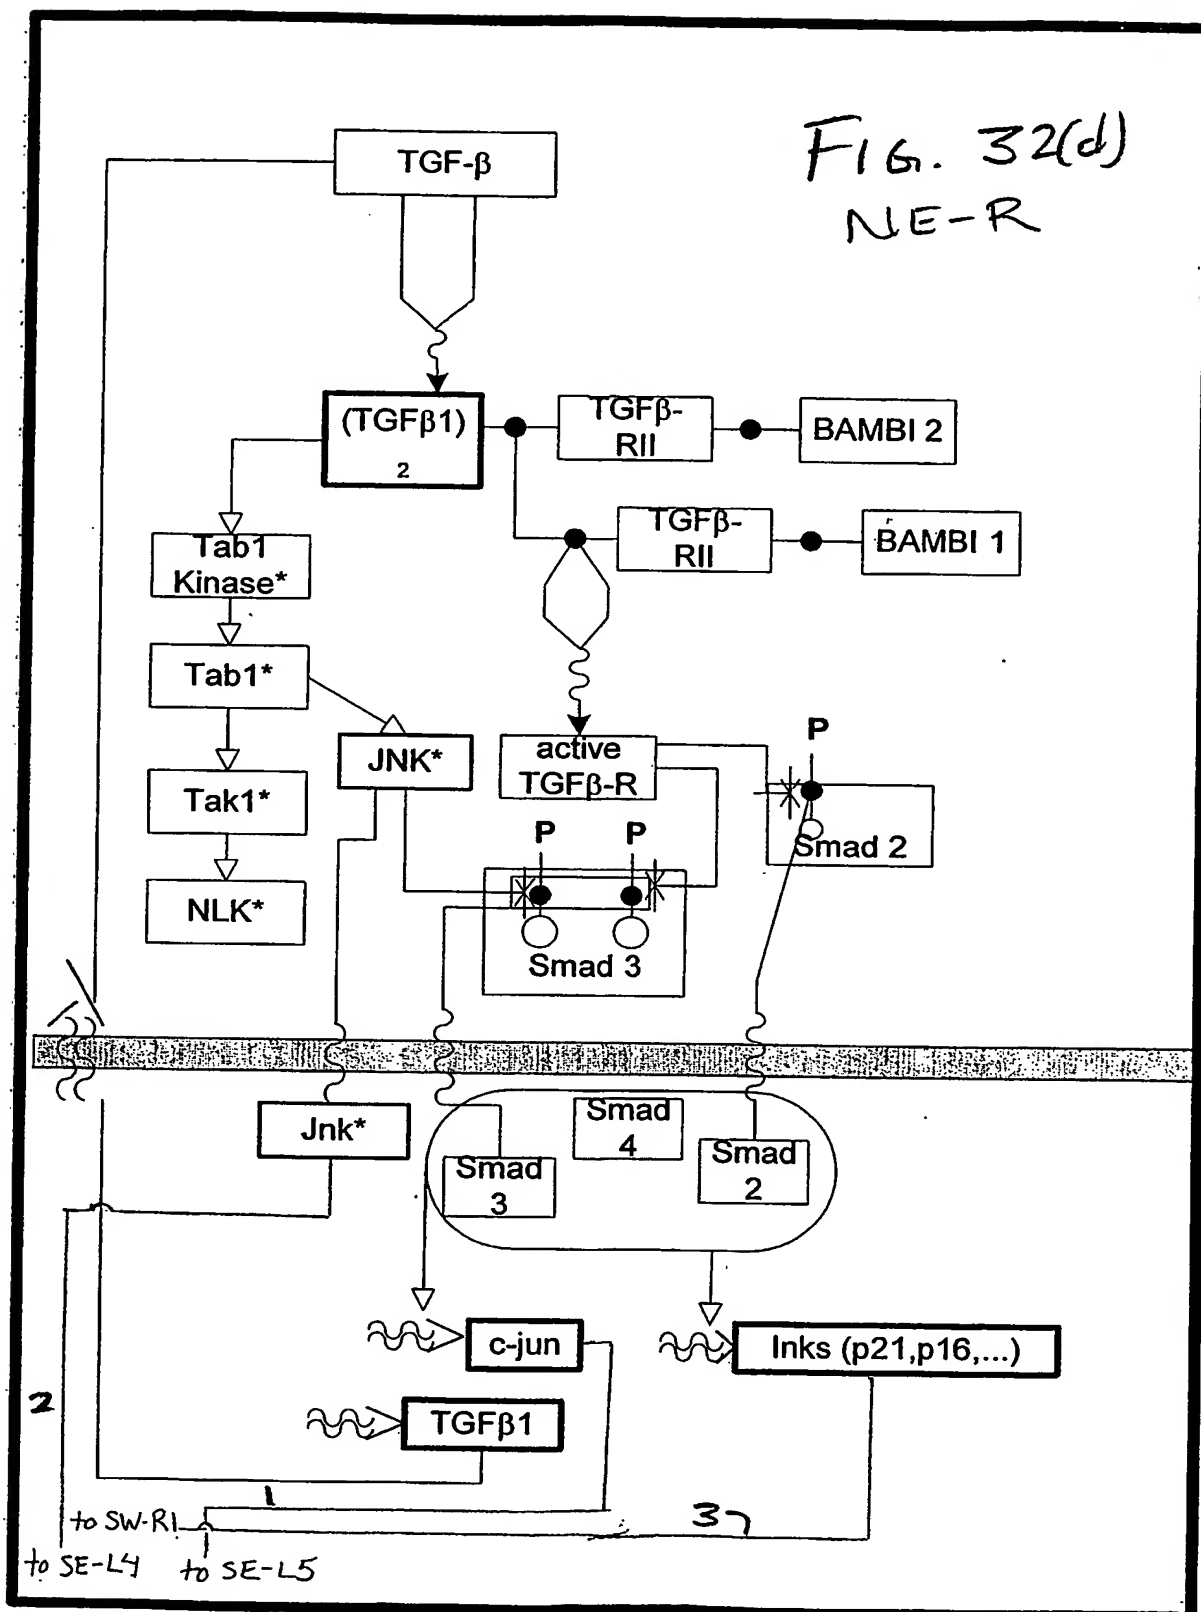 FIG. 32(d)
NE-R
TGF-β
(TGFβ1)
2
TGFβ-
RII
BAMBI 2
TGFβ-
RII
BAMBI 1
Tab1
Kinase*
Tab1*
JNK*
active
TGFβ-R
P
Tak1*
P
P
Smad 2
NLK*
Smad 3
Jnk*
Smad
4
Smad
3
Smad
2
c-jun
Inks (p21,p16,...)
2
TGFβ1
1
3
to SW-R1
to SE-L4
to SE-L5